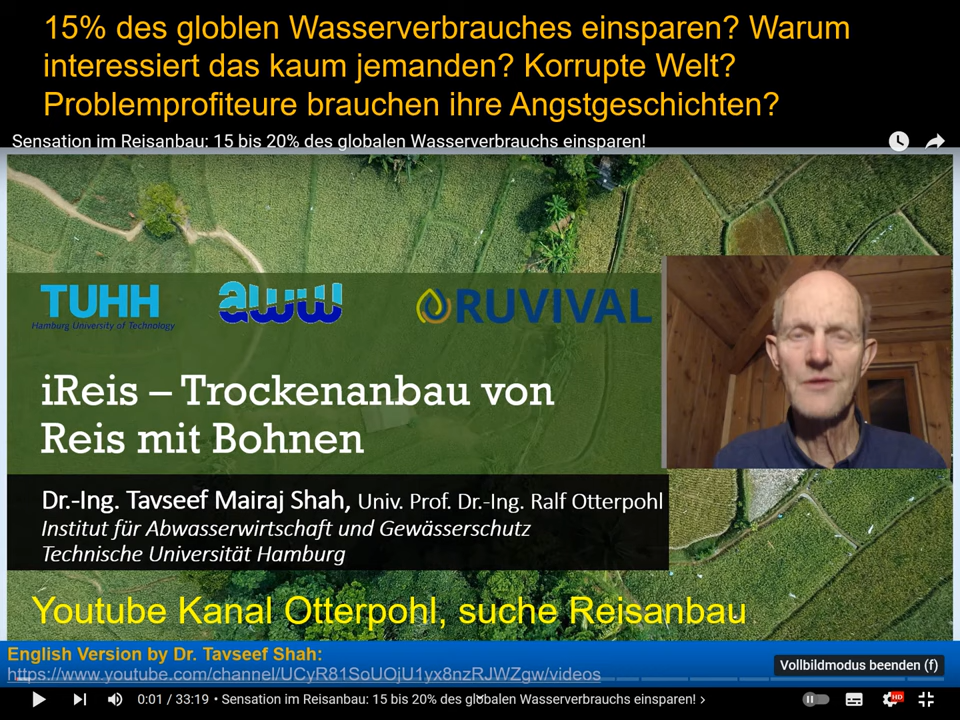 15% des globlen Wasserverbrauches einsparen? Warum
interessiert das kaum jemanden? Korrupte Welt?
Problemprofiteure brauchen ihre Angstgeschichten?
Sensation im Reisanbau: 15 bis 20% des globalen Wasserverbrauchs einsparen!
TUHH
Hamburg University of Technology
aww
RUVIVAL
iReis – Trockenanbau von
Reis mit Bohnen
Dr.-Ing. Tavseef Mairaj Shah, Univ. Prof. Dr.-Ing. Ralf Otterpohl
Institut für Abwasserwirtschaft und Gewässerschutz
Technische Universität Hamburg
Youtube Kanal Otterpohl, suche Reisanbau
English Version by Dr. Tavseef Shah:
https://www.youtube.com/channel/UCyR81SoUOjU1yx8nzRJWZgw/videos
Vollbildmodus beenden (f)
0:01 / 33:19 • Sensation im Reisanbau: 15 bis 20% des globalen Wasserverbrauchs einsparen! ›
HD